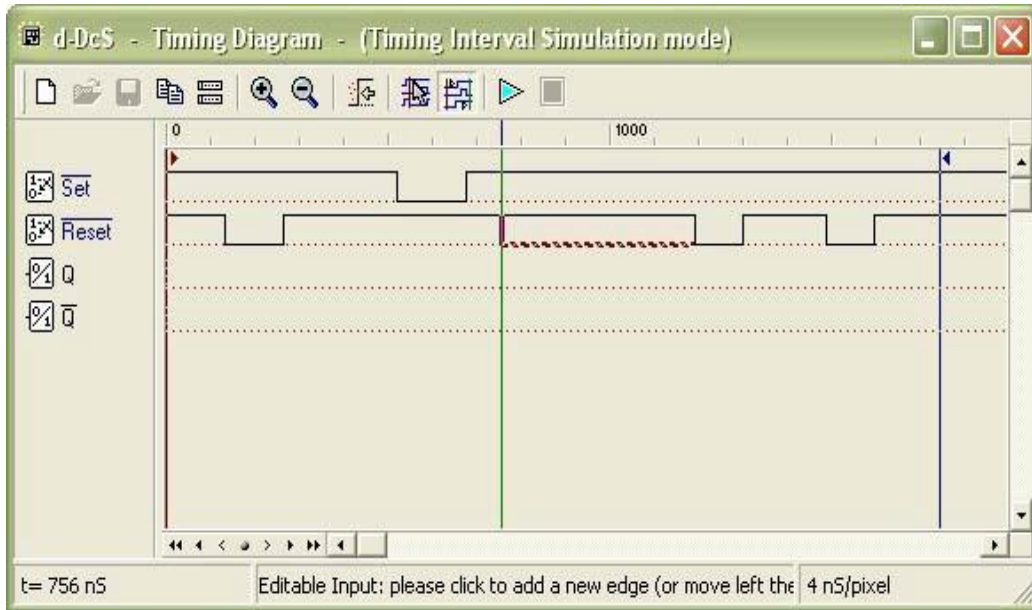 d-DcS - Timing Diagram - (Timing Interval Simulation mode)
0 1000
Set
Reset
Q
Q
t= 756 nS Editable Input: please click to add a new edge (or move left the 4 nS/pixel